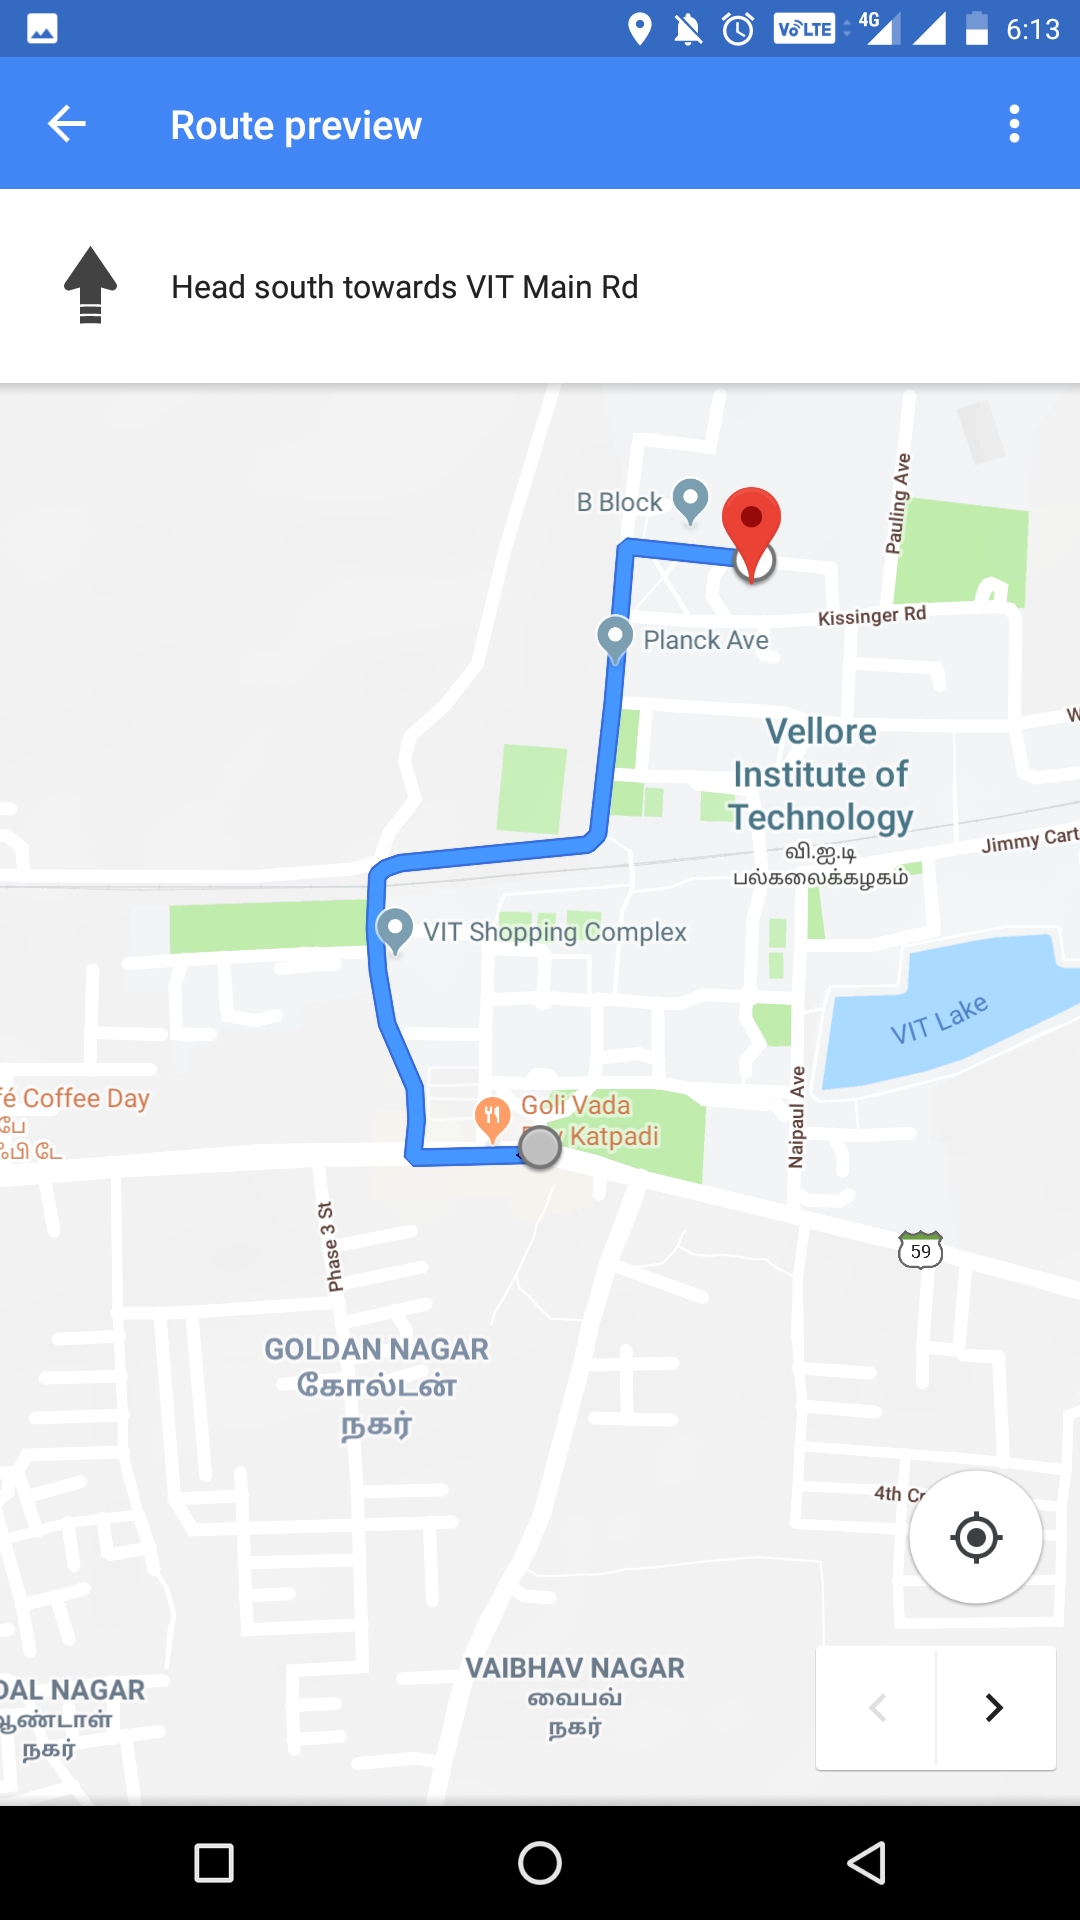 VoLTE 4G 6:13
Route preview
Head south towards VIT Main Rd
Pauling Ave
B Block
Kissinger Rd
Planck Ave
Vellore
Institute of
Technology
வி.ஐ.டி
பல்கலைக்கழகம்
Jimmy Cart
VIT Shopping Complex
VIT Lake
fé Coffee Day
டே
Goli Vada
Katpadi
Naipaul Ave
Phase 3 St
59
GOLDAN NAGAR
கோல்டன்
நகர்
4th Cr
VAIBHAV NAGAR
வைபவ்
நகர்
DAL NAGAR
ஆண்டாள்
நகர்